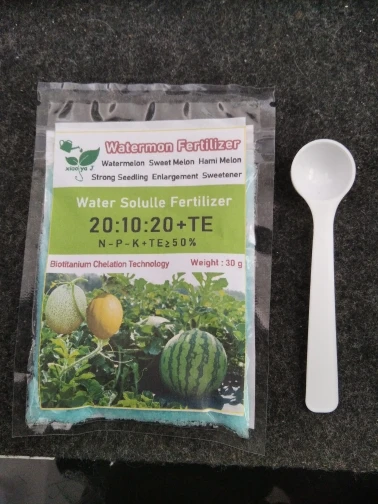 xianya J.
Watermon Fertilizer
Watermelon Sweet Melon Hami Melon
Strong Seedling Enlargement Sweetener
Water Solulle Fertilizer
20:10:20+TE
N-P-K+TE≥50%
Biotitanium Chelation Technology Weight : 30 g